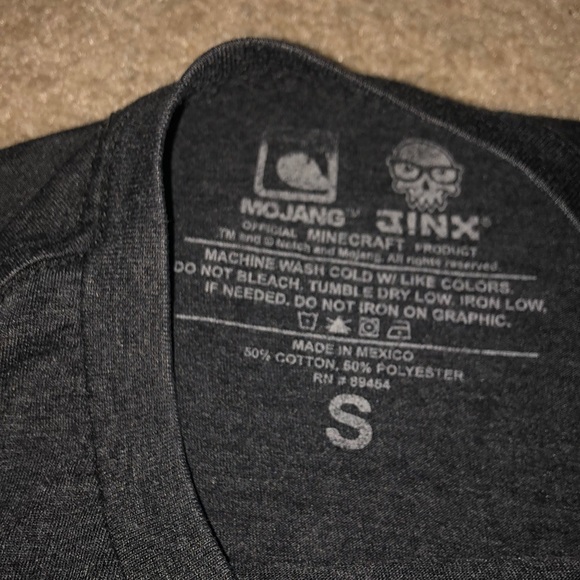 MOJANG™ JINX®
OFFICIAL MINECRAFT PRODUCT
TM and © Notch and Mojang. All rights reserved.
MACHINE WASH COLD W/ LIKE COLORS.
DO NOT BLEACH. TUMBLE DRY LOW. IRON LOW,
IF NEEDED. DO NOT IRON ON GRAPHIC.
MADE IN MEXICO
50% COTTON, 50% POLYESTER
RN # 89454
S